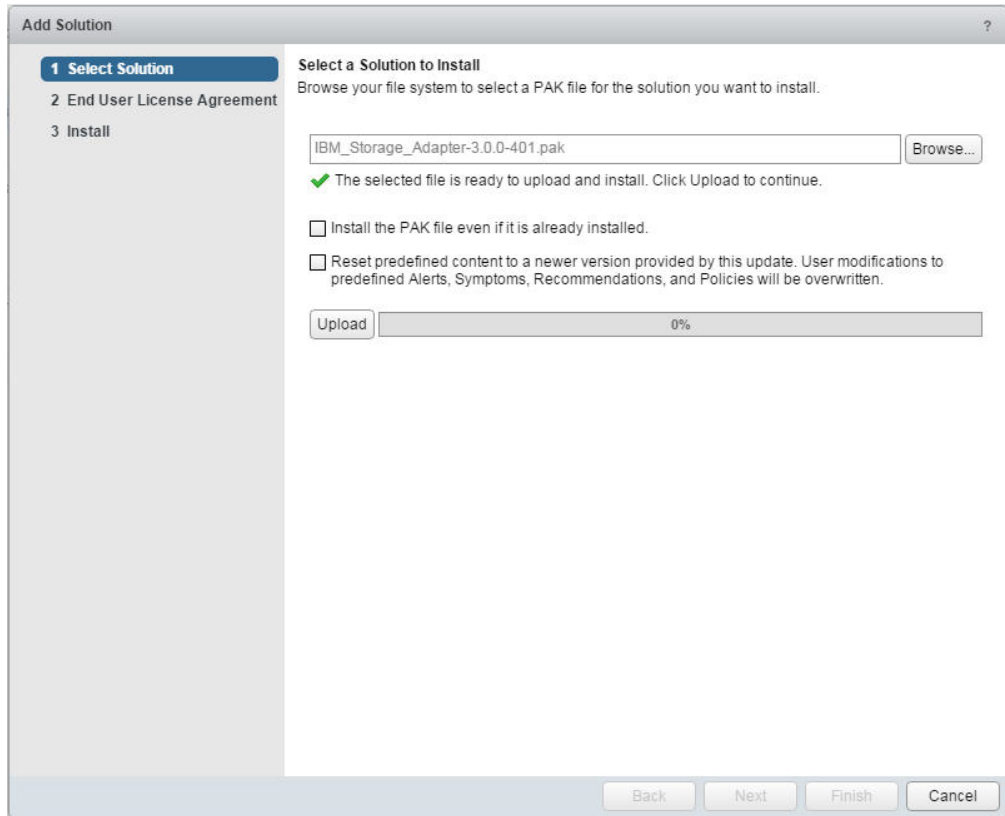 Add Solution ?
1 Select Solution
2 End User License Agreement
3 Install
Select a Solution to Install
Browse your file system to select a PAK file for the solution you want to install.
IBM_Storage_Adapter-3.0.0-401.pak Browse...
The selected file is ready to upload and install. Click Upload to continue.
Install the PAK file even if it is already installed.
Reset predefined content to a newer version provided by this update. User modifications to
predefined Alerts, Symptoms, Recommendations, and Policies will be overwritten.
Upload 0%
Back Next Finish Cancel